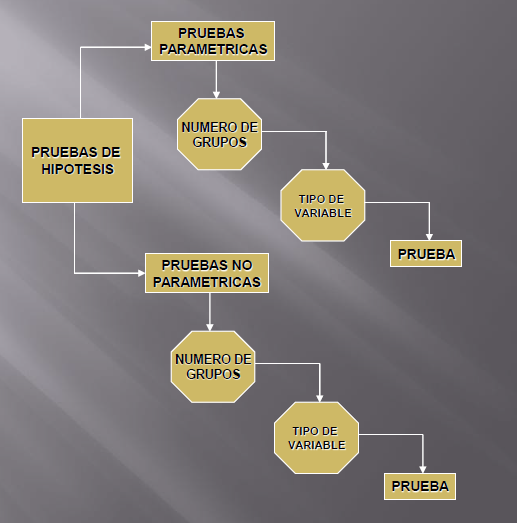 PRUEBAS
PARAMETRICAS
NUMERO DE
GRUPOS
PRUEBAS DE
HIPOTESIS
TIPO DE
VARIABLE
PRUEBA
PRUEBAS NO
PARAMETRICAS
NUMERO DE
GRUPOS
TIPO DE
VARIABLE
PRUEBA